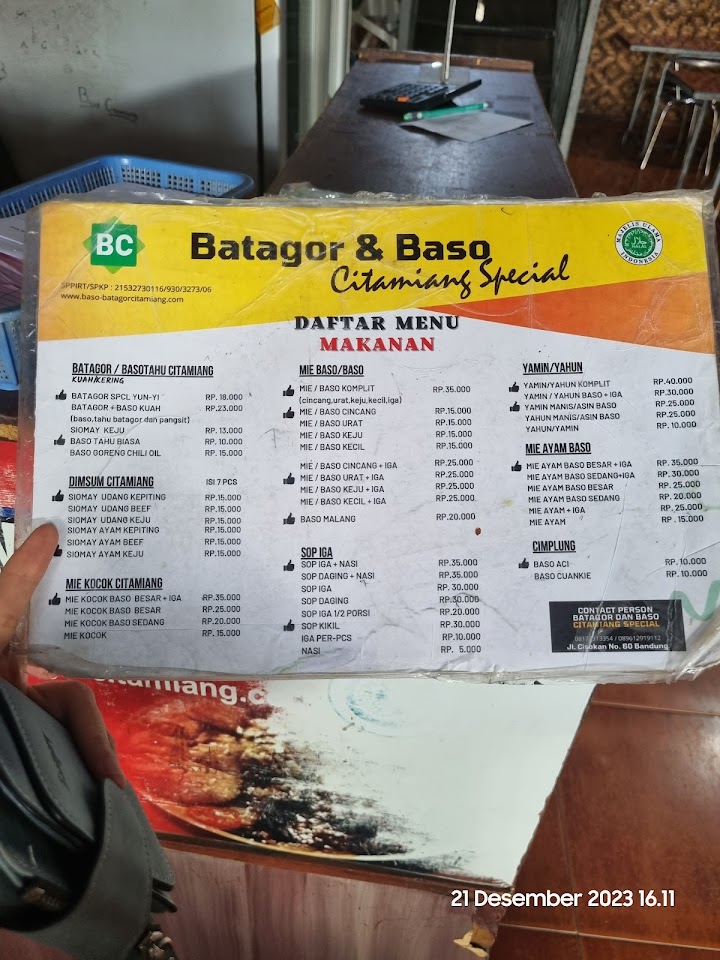 BC
Batagor & Baso
Citamiang Special
SPPIRT/SPKP : 21532730116/930/3273/06
www.baso-batagorcitamiang.com
MAJELIS ULAMA
HALAL
INDONESIA
DAFTAR MENU
MAKANAN
BATAGOR / BASOTAHU CITAMIANG
KUAH/KERING
BATAGOR SPCL YUN-YI RP. 18.000
BATAGOR + BASO KUAH RP.23.000
(baso,tahu batagor dan pangsit)
SIOMAY KEJU RP. 13.000
BASO TAHU BIASA RP. 10.000
BASO GORENG CHILI OIL RP. 15.000
DIMSUM CITAMIANG ISI 7 PCS
SIOMAY UDANG KEPITING RP.15.000
SIOMAY UDANG BEEF RP.15.000
SIOMAY UDANG KEJU RP.15.000
SIOMAY AYAM KEPITING RP.15.000
SIOMAY AYAM BEEF RP.15.000
SIOMAY AYAM KEJU RP.15.000
MIE KOCOK CITAMIANG
MIE KOCOK BASO BESAR + IGA RP.35.000
MIE KOCOK BASO BESAR RP.25.000
MIE KOCOK BASO SEDANG RP.20.000
MIE KOCOK RP. 15.000
MIE BASO/BASO
MIE / BASO KOMPLIT RP.35.000
(cincang,urat,keju,kecil,iga)
MIE / BASO CINCANG RP.15.000
MIE / BASO URAT RP.15.000
MIE / BASO KEJU RP.15.000
MIE / BASO KECIL RP.15.000
MIE / BASO CINCANG + IGA RP.25.000
MIE / BASO URAT + IGA RP.25.000
MIE / BASO KEJU + IGA RP.25.000
MIE / BASO KECIL + IGA RP.25.000
BASO MALANG RP.20.000
SOP IGA
SOP IGA + NASI RP.35.000
SOP DAGING + NASI RP.35.000
SOP IGA RP. 30.000
SOP DAGING RP.30.000
SOP IGA 1/2 PORSI RP.20.000
SOP KIKIL RP.30.000
IGA PER-PCS RP.10.000
NASI RP. 5.000
YAMIN/YAHUN
YAMIN/YAHUN KOMPLIT RP.40.000
YAMIN / YAHUN BASO + IGA RP.30.000
YAMIN MANIS/ASIN BASO RP.25.000
YAHUN MANIS/ASIN BASO RP.25.000
YAHUN/YAMIN RP. 10.000
MIE AYAM BASO
MIE AYAM BASO BESAR + IGA RP. 35.000
MIE AYAM BASO SEDANG+IGA RP. 30.000
MIE AYAM BASO BESAR RP. 25.000
MIE AYAM BASO SEDANG RP. 20.000
MIE AYAM + IGA RP. 25.000
MIE AYAM RP. 15.000
CIMPLUNG
BASO ACI RP. 10.000
BASO CUANKIE RP. 10.000
CONTACT PERSON
BATAGOR DAN BASO
CITAMIANG SPECIAL
/ 089612919112
JL. Cisokan No. 60 Bandung
citamiang.c
21 Desember 2023 16.11